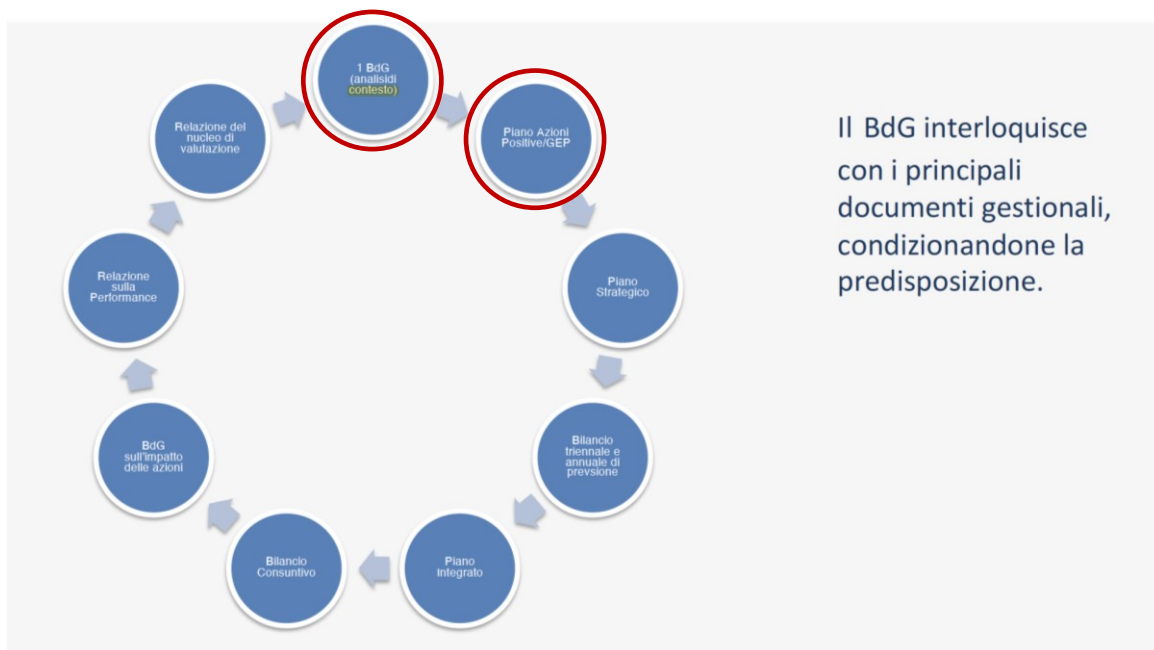 1 BdG
(analisidi
contesto)
Piano Azioni
Positive/GEP
Piano
Strategico
Bilancio
triennale e
annuale di
prevsione
Piano
Integrato
Bilancio
Consuntivo
BdG
sull'impatto
delle azioni
Relazione
sulla
Performance
Relazione del
nucleo di
valutazione
Il BdG interloquisce
con i principali
documenti gestionali,
condizionandone la
predisposizione.